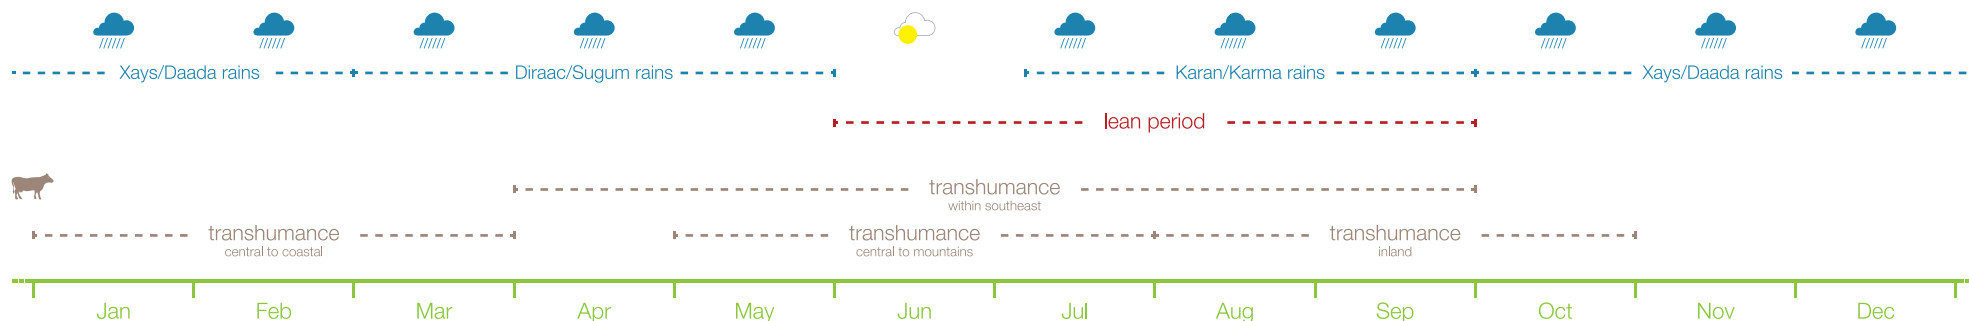 Xays/Daada rains
Diraac/Sugum rains
Karan/Karma rains
Xays/Daada rains
lean period
transhumance
within southeast
transhumance
central to coastal
transhumance
central to mountains
transhumance
inland
Jan
Feb
Mar
Apr
May
Jun
Jul
Aug
Sep
Oct
Nov
Dec